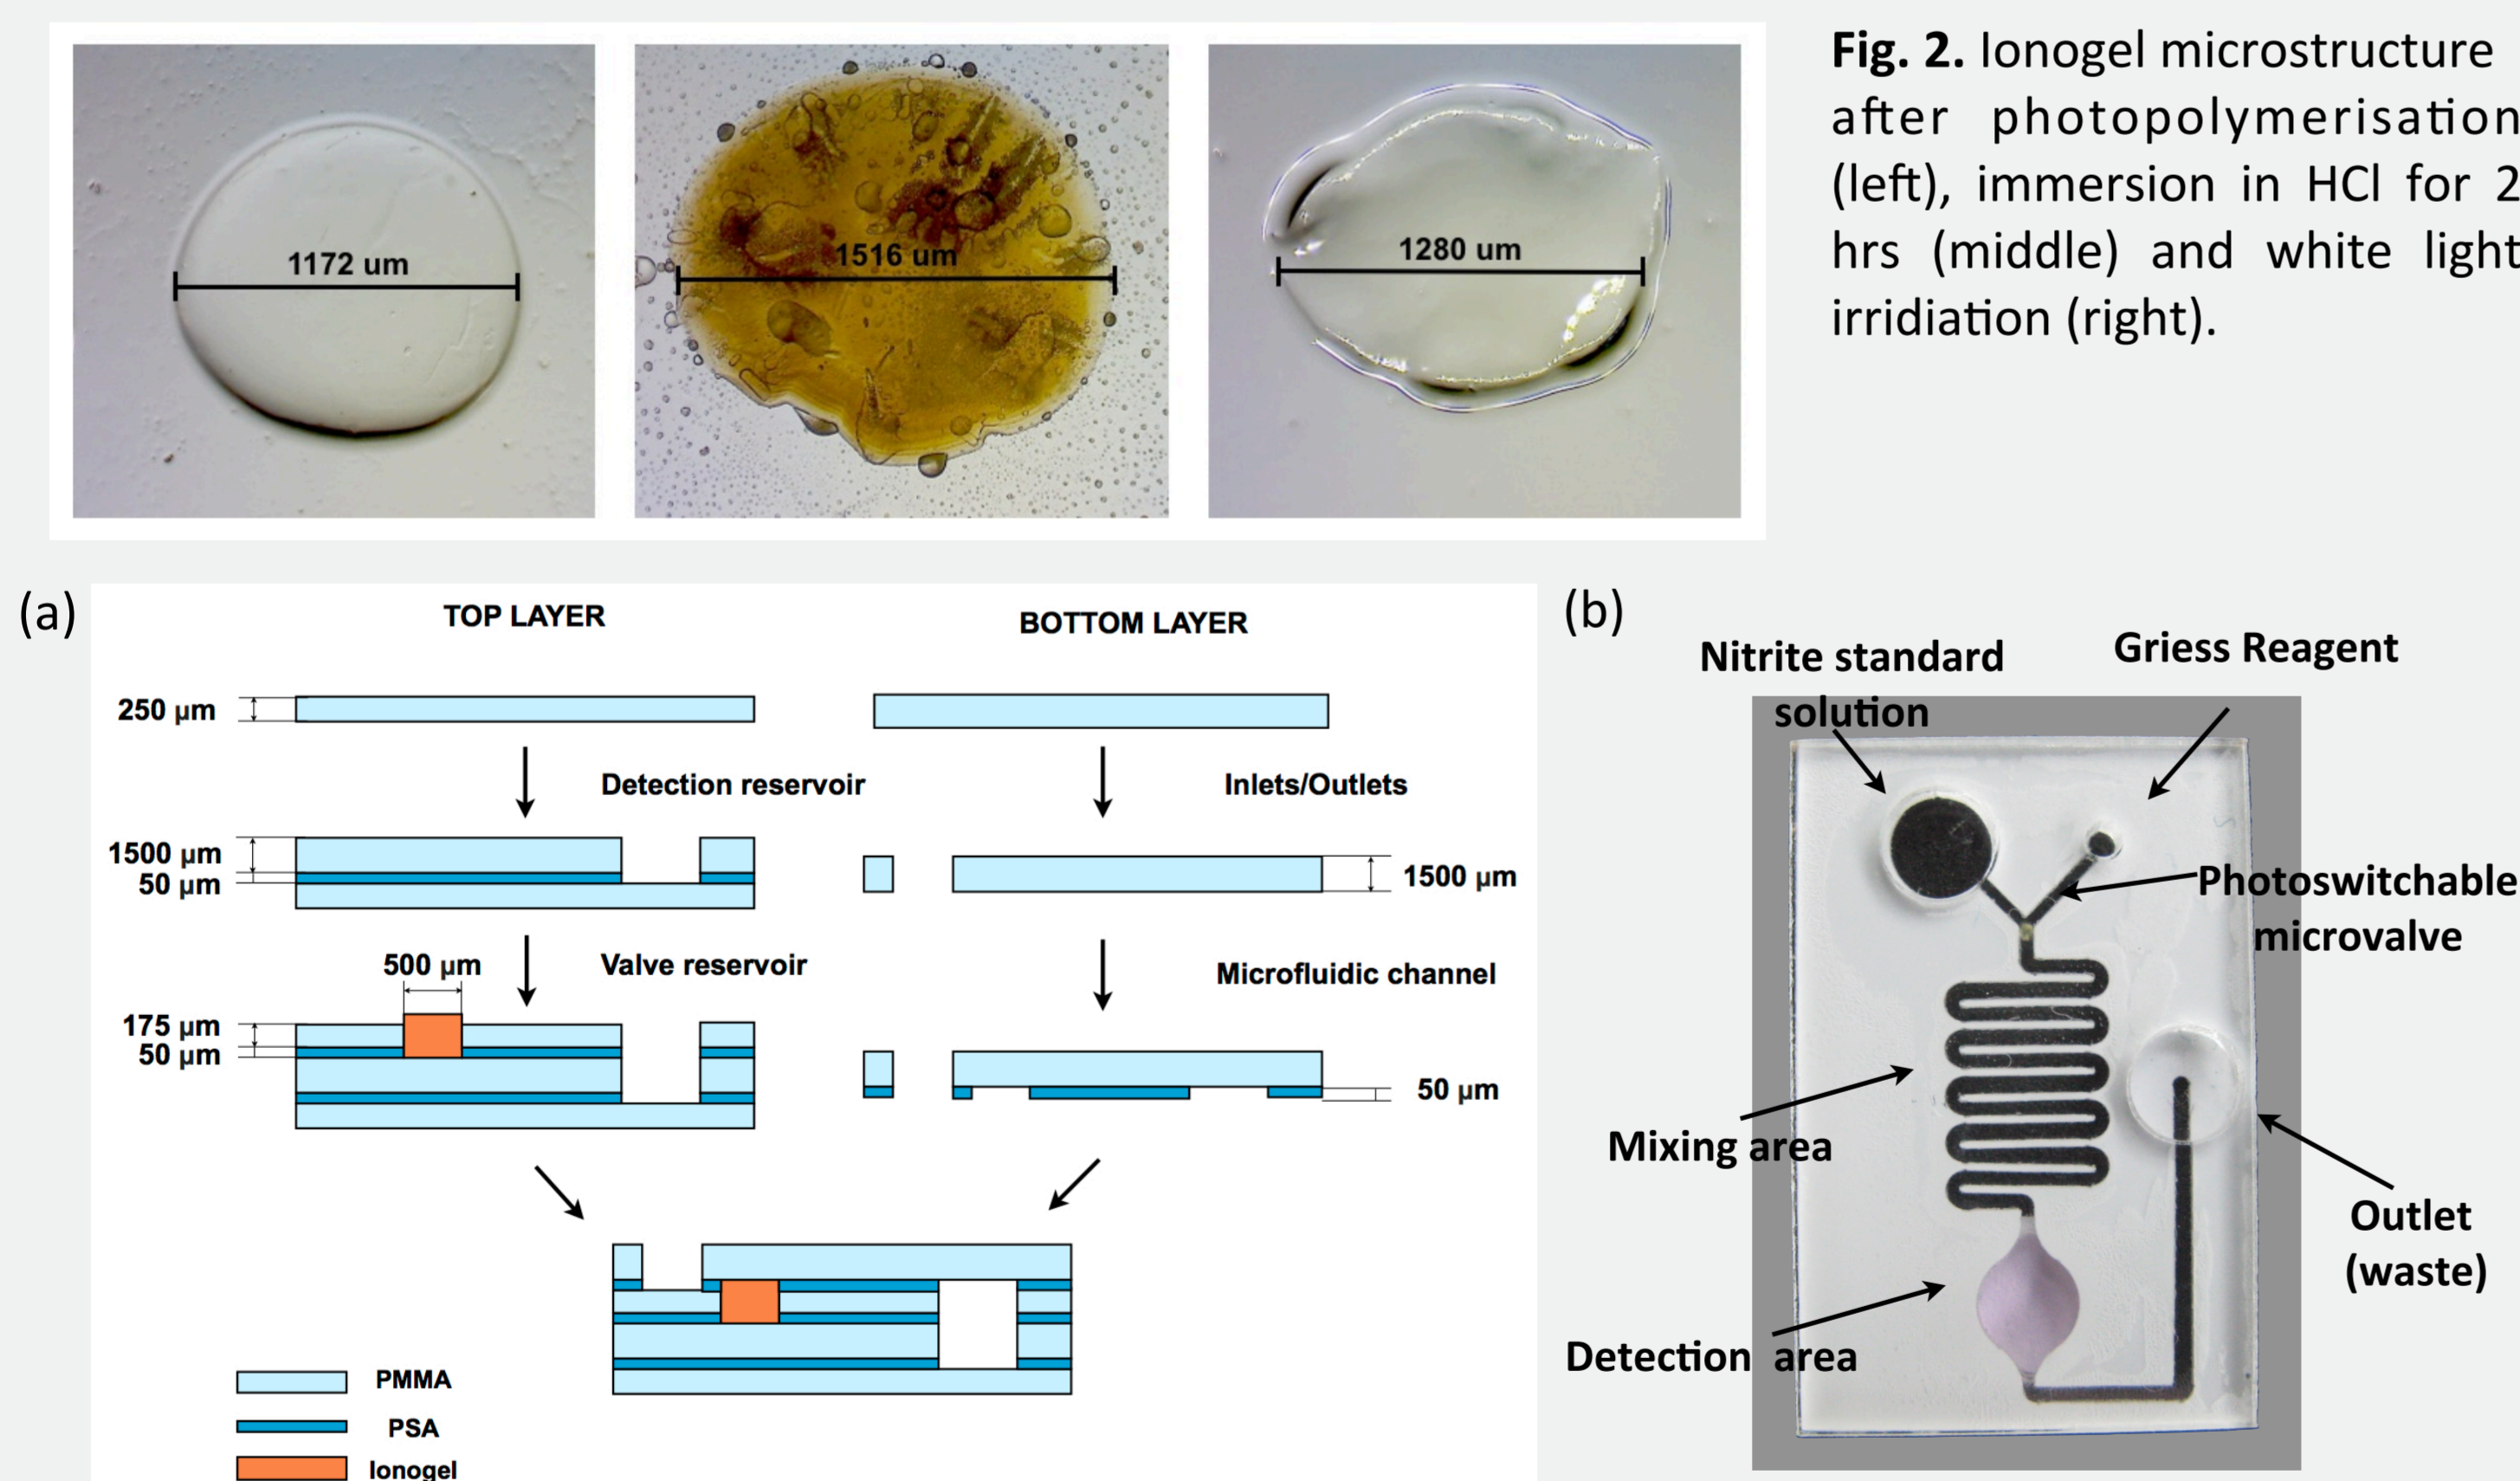 1172 um
1516 um
1280 um
Fig. 2. Ionogel microstructure
after photopolymerisation
(left), immersion in HCl for 2
hrs (middle) and white light
irridiation (right).
(a)
TOP LAYER
BOTTOM LAYER
250 µm
Detection reservoir
Inlets/Outlets
1500 µm
50 µm
1500 µm
500 µm
Valve reservoir
Microfluidic channel
175 µm
50 µm
50 µm
PMMA
PSA
Ionogel
(b)
Nitrite standard
solution
Griess Reagent
Photoswitchable
microvalve
Mixing area
Outlet
(waste)
Detection area